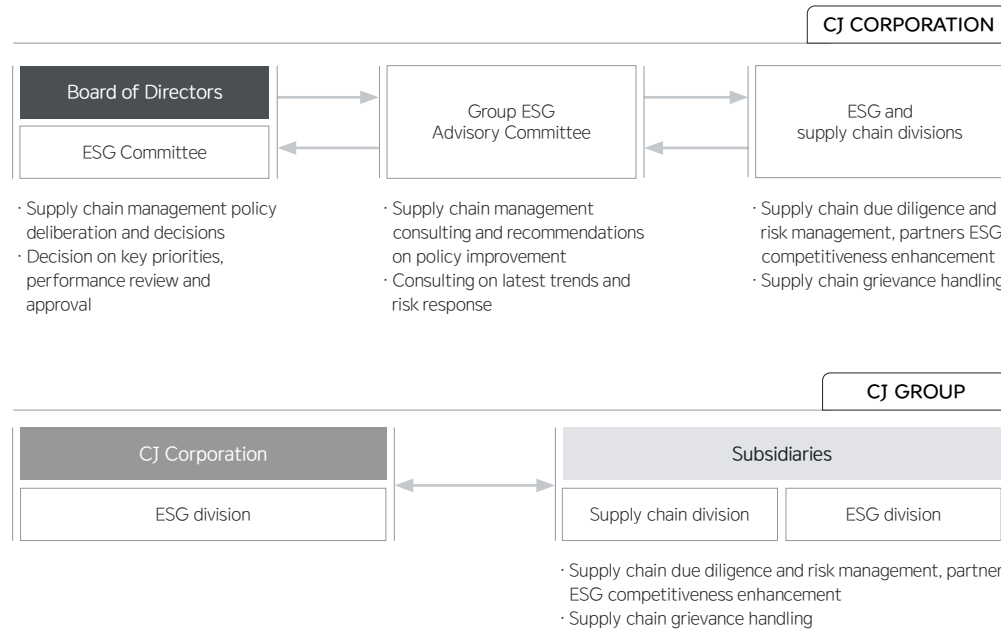 CJ CORPORATION
Board of Directors
ESG Committee
· Supply chain management policy
deliberation and decisions
· Decision on key priorities,
performance review and
approval
Group ESG
Advisory Committee
· Supply chain management
consulting and recommendations
on policy improvement
· Consulting on latest trends and
risk response
ESG and
supply chain divisions
· Supply chain due diligence and
risk management, partners ESG
competitiveness enhancement
· Supply chain grievance handling
CJ GROUP
CJ Corporation
ESG division
Subsidiaries
Supply chain division
ESG division
· Supply chain due diligence and risk management, partner
ESG competitiveness enhancement
· Supply chain grievance handling